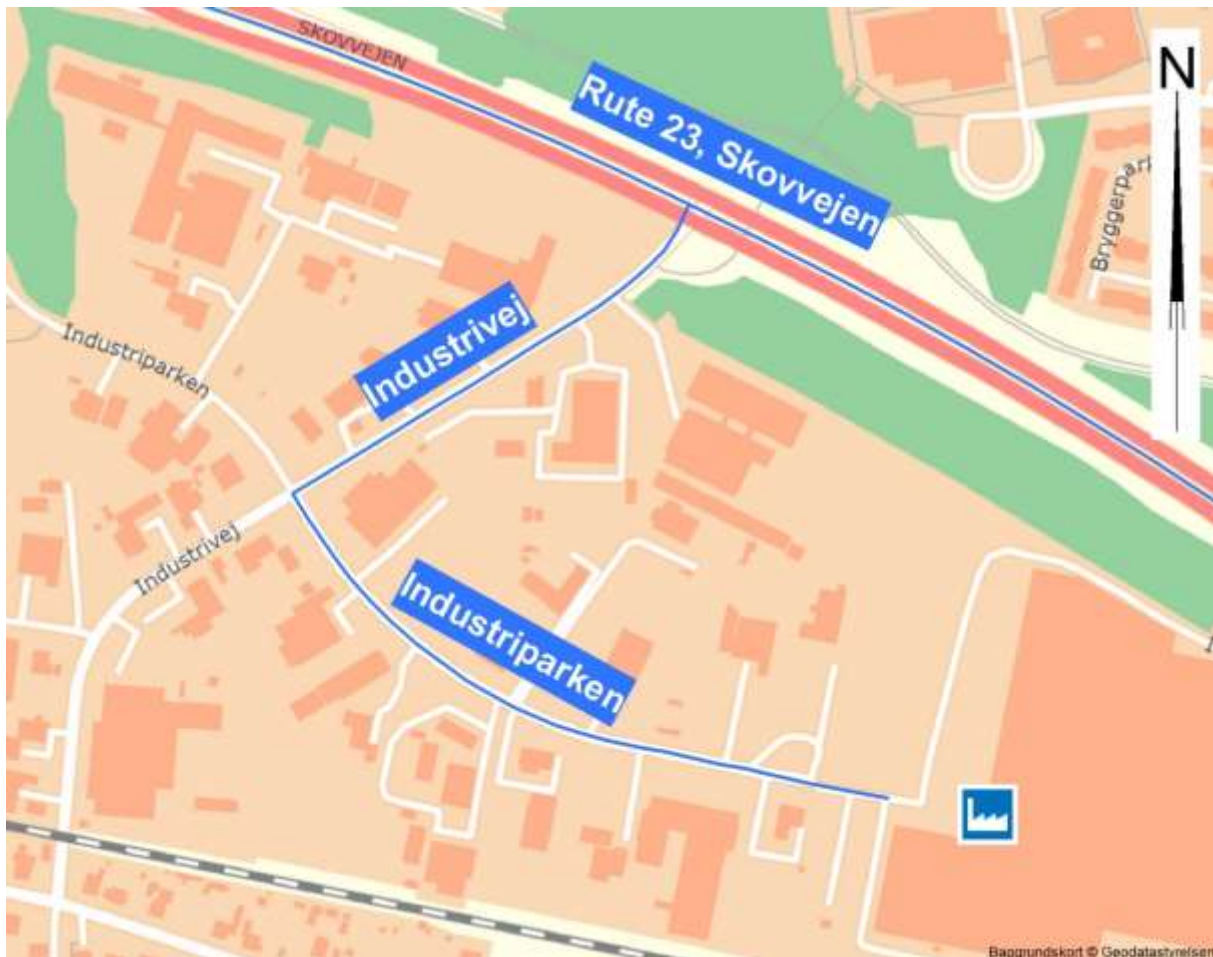 SKOVVEJEN
Rute 23, Skovvejen
N
Bryggerpark
Industrivej
Industriparken
Industrivej
Industriparken
Baggrundskort © Geodatastyrelsen